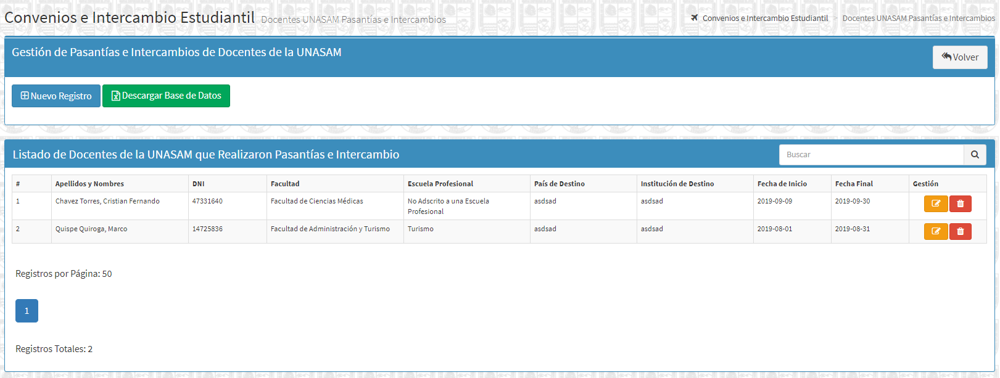 Convenios e Intercambio Estudiantil Docentes UNASAM Pasantías e Intercambios
Convenios e Intercambio Estudiantil > Docentes UNASAM Pasantías e Intercambios
Gestión de Pasantías e Intercambios de Docentes de la UNASAM
Volver
Nuevo Registro Descargar Base de Datos
Listado de Docentes de la UNASAM que Realizaron Pasantías e Intercambio
Buscar
# Apellidos y Nombres DNI Facultad Escuela Profesional País de Destino Institución de Destino Fecha de Inicio Fecha Final Gestión
1 Chavez Torres, Cristian Fernando 47331640 Facultad de Ciencias Médicas No Adscrito a una Escuela asdsad asdsad 2019-09-09 2019-09-30
Profesional
2 Quispe Quiroga, Marco 14725836 Facultad de Administración y Turismo Turismo asdsad asdsad 2019-08-01 2019-08-31
Registros por Página: 50
1
Registros Totales: 2